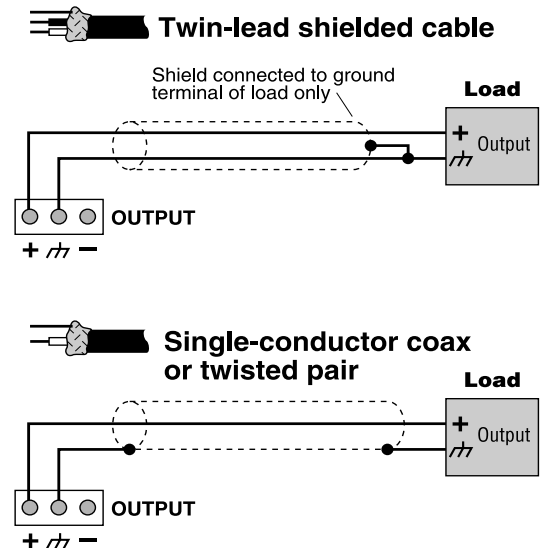 Twin-lead shielded cable
Shield connected to ground
terminal of load only
Load
+ Output
OUTPUT
+ −
Single-conductor coax
or twisted pair
Load
+ Output
OUTPUT
+ −